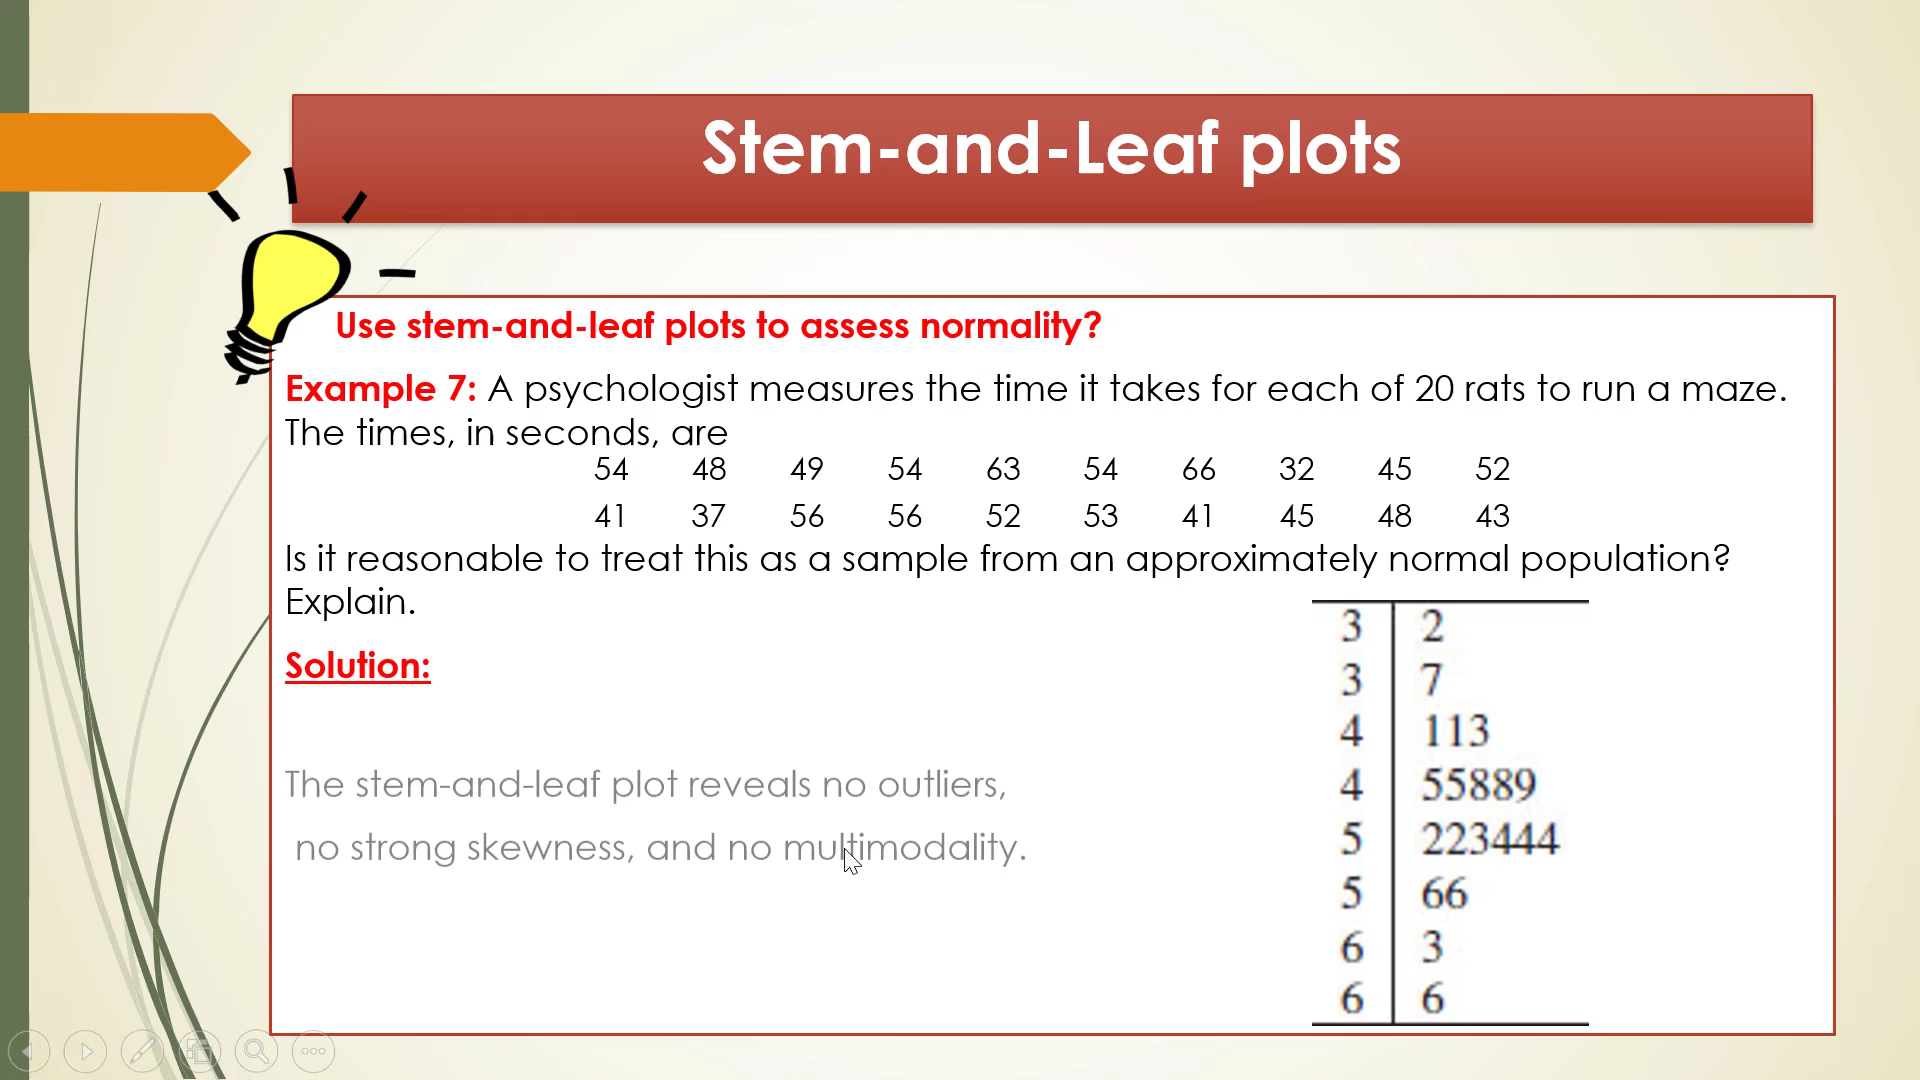 Stem-and-Leaf plots
Use stem-and-leaf plots to assess normality?
Example 7: A psychologist measures the time it takes for each of 20 rats to run a maze.
The times, in seconds, are
54 48 49 54 63 54 66 32 45 52
41 37 56 56 52 53 41 45 48 43
Is it reasonable to treat this as a sample from an approximately normal population?
Explain.
Solution:
The stem-and-leaf plot reveals no outliers,
no strong skewness, and no multimodality.
3 2
3 7
4 113
4 55889
5 223444
5 66
6 3
6 6